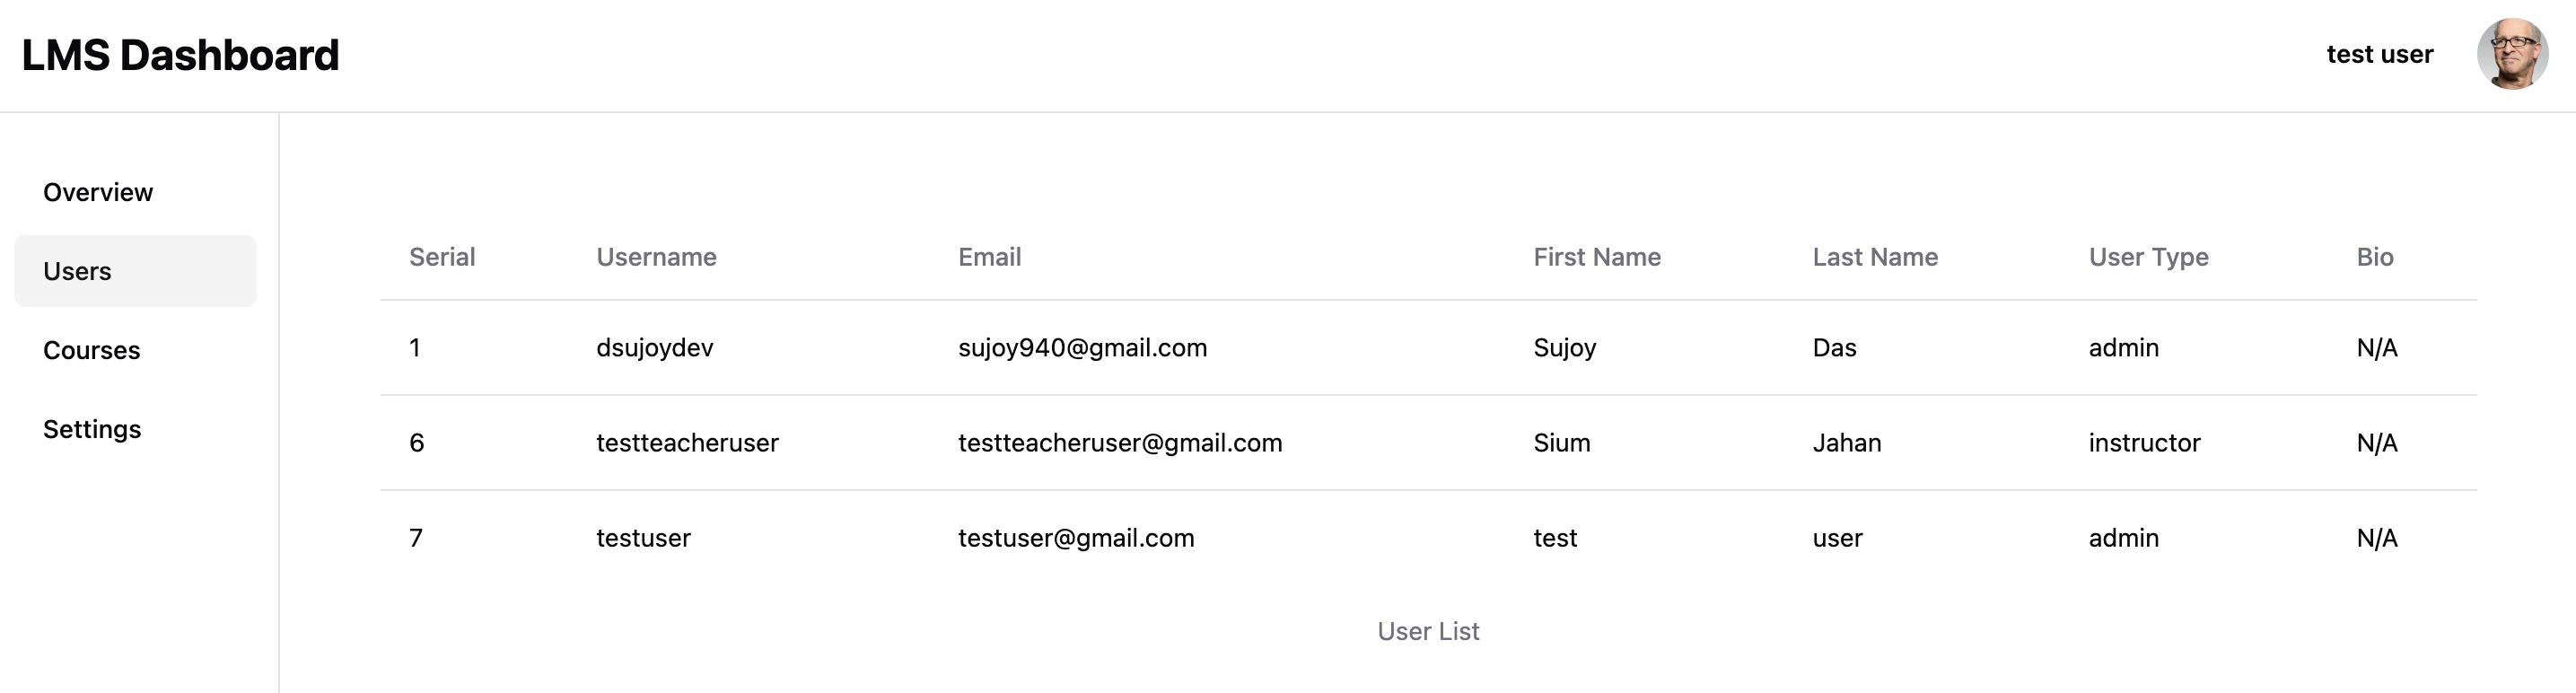 LMS Dashboard test user
Overview
Users
Courses
Settings
Serial Username Email First Name Last Name User Type Bio
1 dsujoydev sujoy940@gmail.com Sujoy Das admin N/A
6 testteacheruser testteacheruser@gmail.com Sium Jahan instructor N/A
7 testuser testuser@gmail.com test user admin N/A
User List